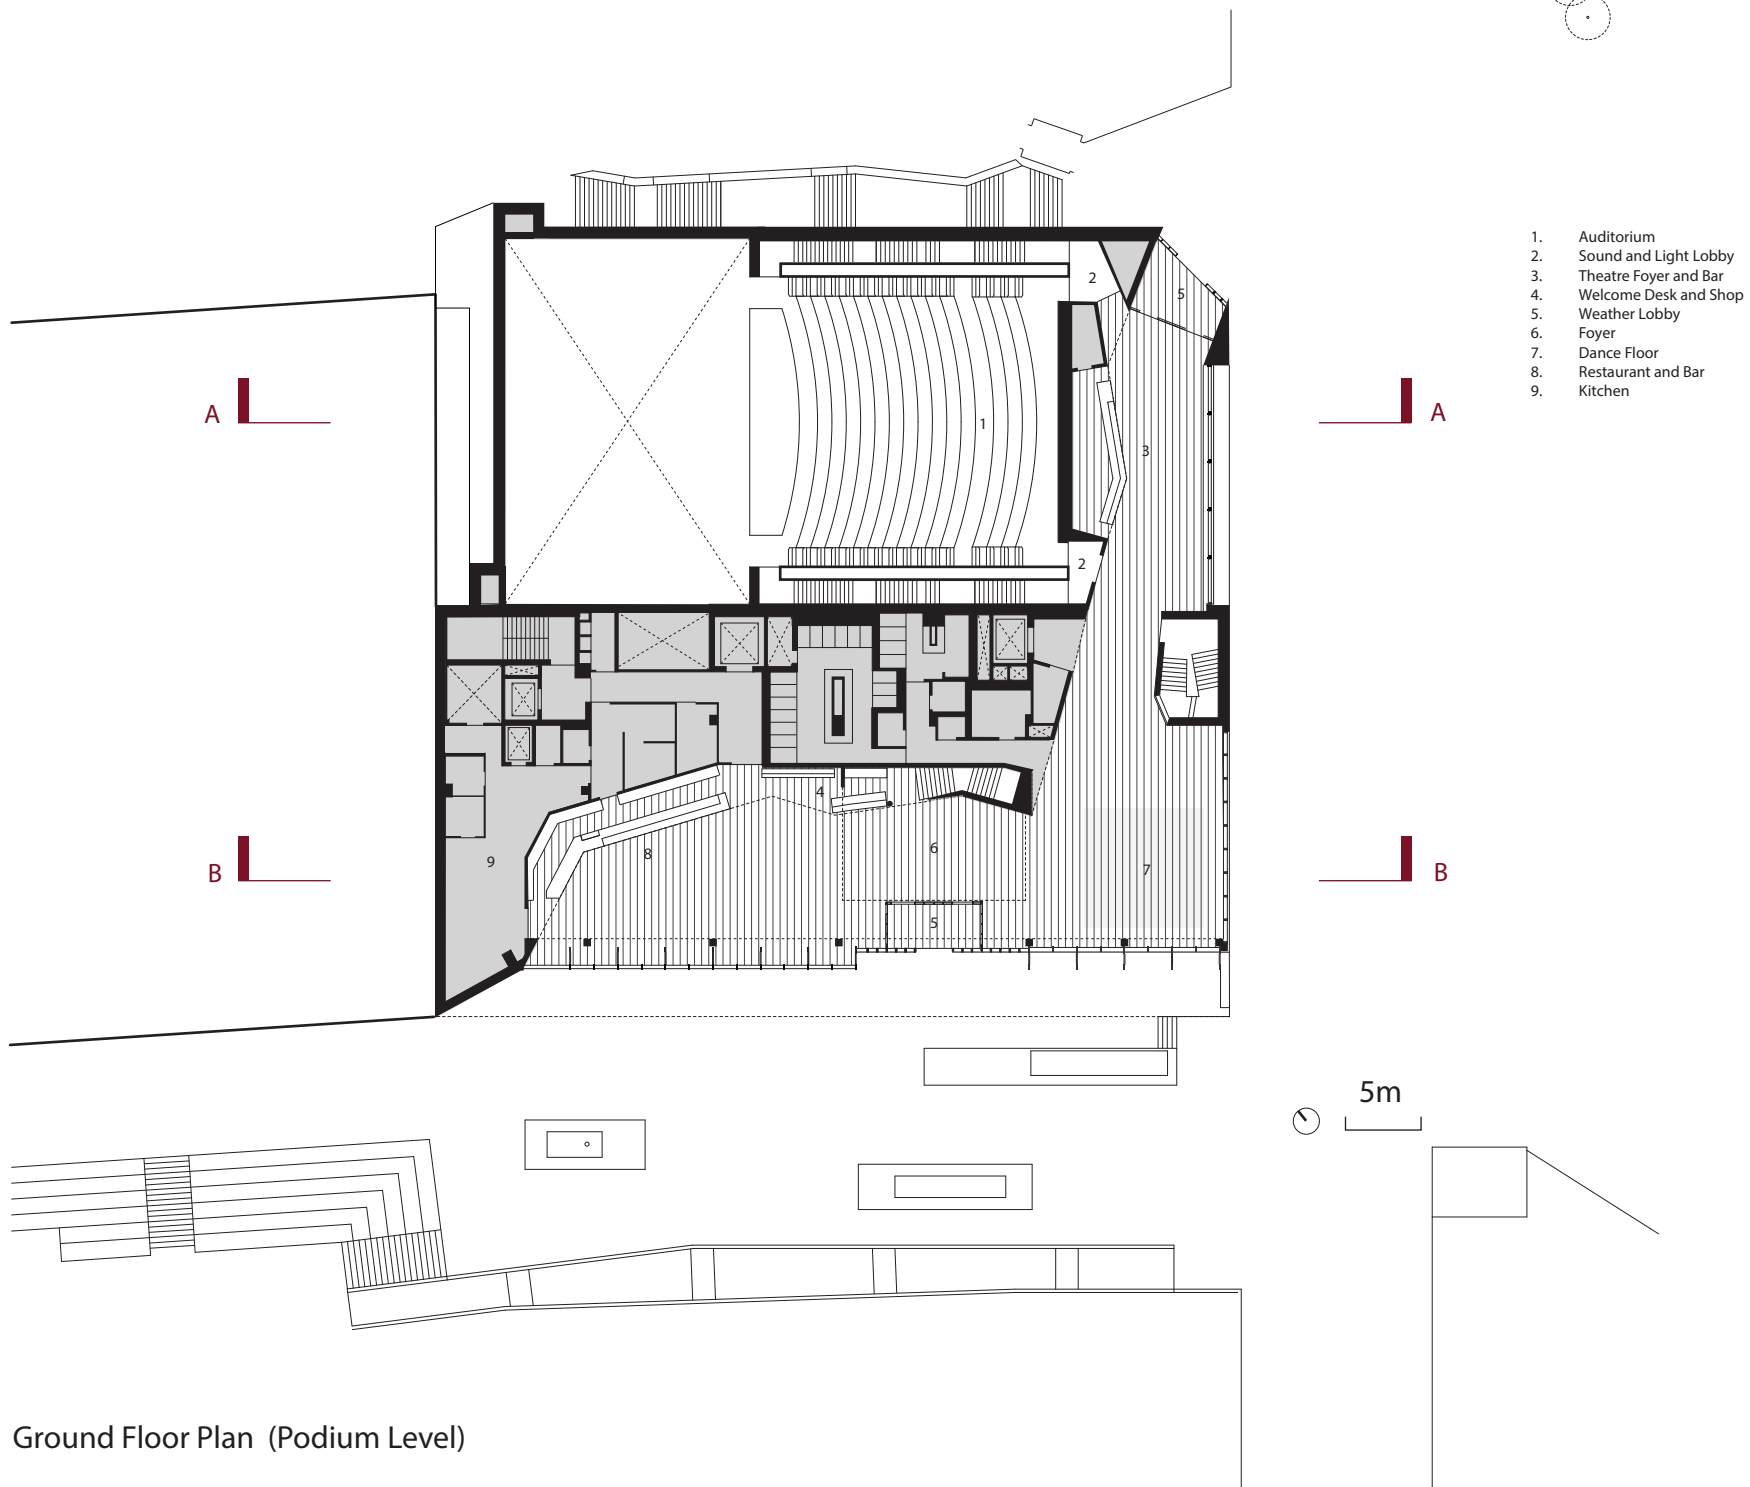 1. Auditorium
2. Sound and Light Lobby
3. Theatre Foyer and Bar
4. Welcome Desk and Shop
5. Weather Lobby
6. Foyer
7. Dance Floor
8. Restaurant and Bar
9. Kitchen
2
5
A
A
1
3
2
4
6
8
9
7
B
B
5
5m
Ground Floor Plan (Podium Level)